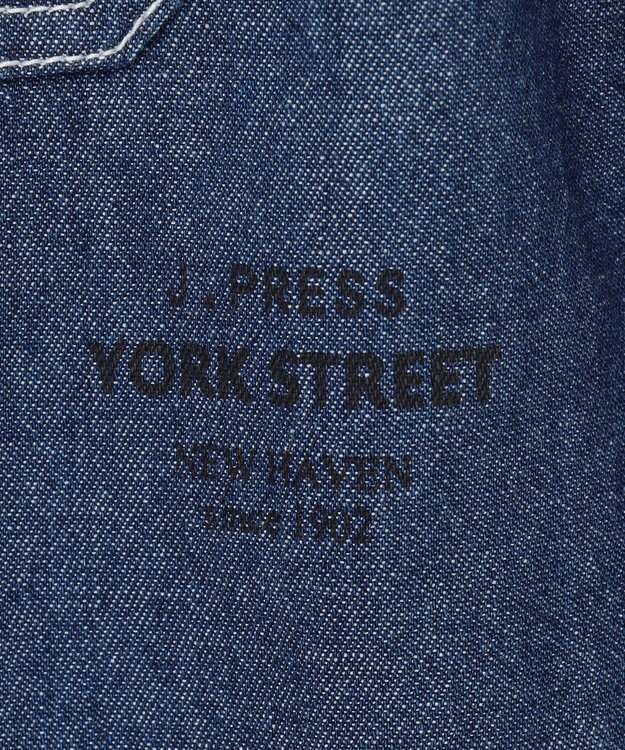 J.PRESS
YORK STREET
NEW HAVEN
since 1902